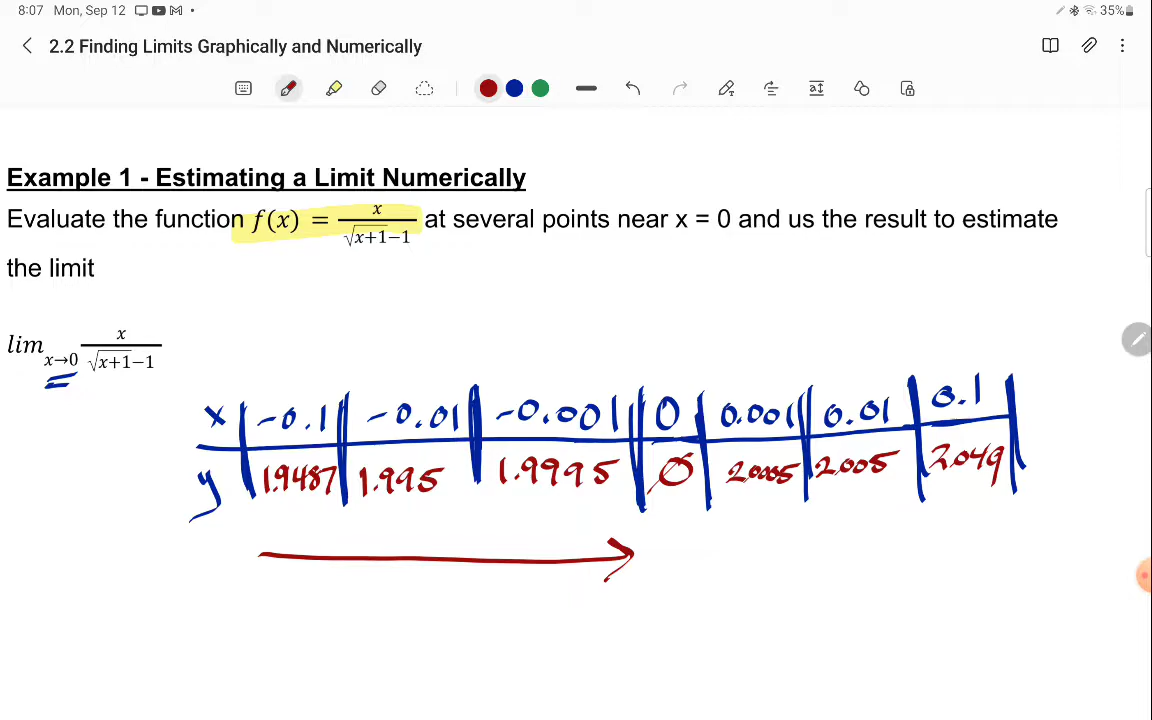 8:07 Mon, Sep 12 35%
2.2 Finding Limits Graphically and Numerically
Example 1 - Estimating a Limit Numerically
Evaluate the function f(x) = x/(√(x+1)−1) at several points near x = 0 and us the result to estimate
the limit
lim x→0 x/(√(x+1)−1)
x -0.1 -0.01 -0.001 0 0.001 0.01 0.1
y 1.9487 1.995 1.9995 ∅ 2.0005 2.005 2.049